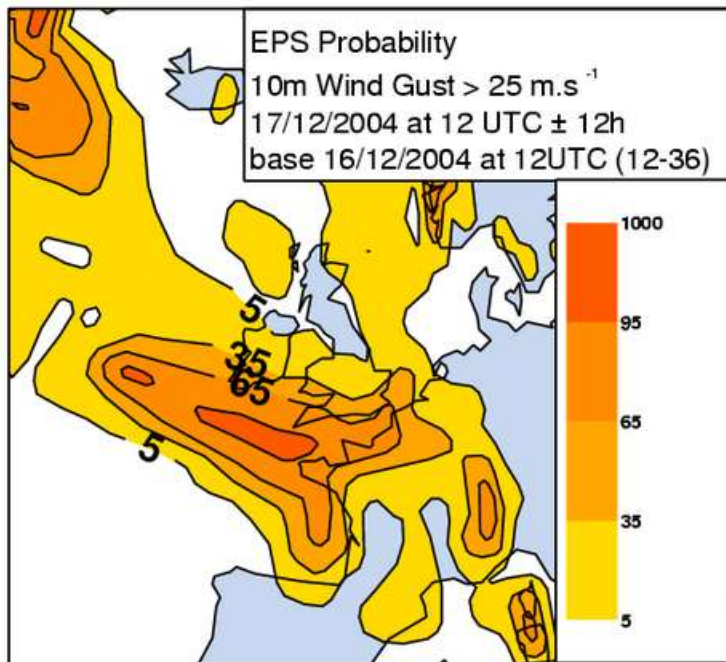 EPS Probability
10m Wind Gust > 25 m.s⁻¹
17/12/2004 at 12 UTC ± 12h
base 16/12/2004 at 12UTC (12-36)
1000
95
65
35
5
5
35
65
5